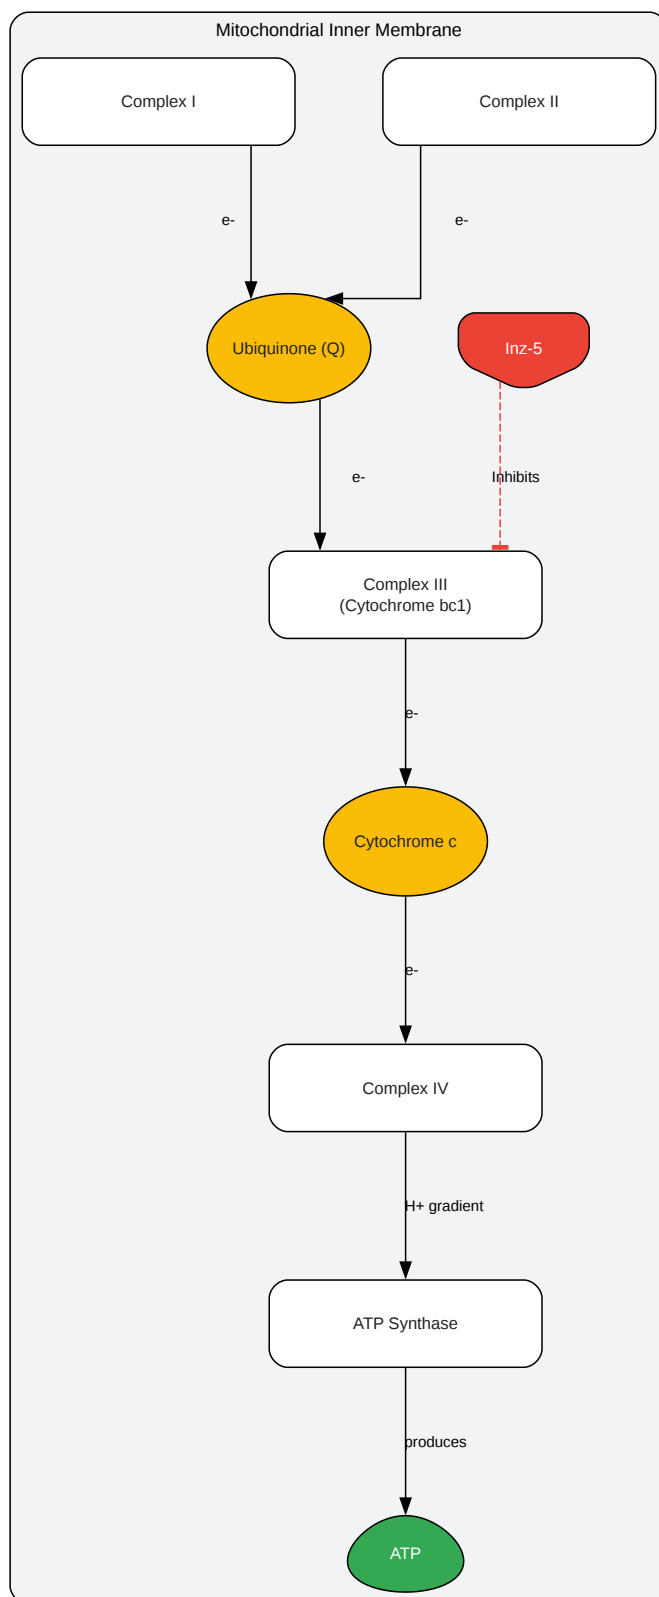 Mitochondrial Inner Membrane
Complex I
Complex II
e-
e-
Ubiquinone (Q)
Inz-5
e-
Inhibits
Complex III
(Cytochrome bc1)
e-
Cytochrome c
e-
Complex IV
H+ gradient
ATP Synthase
produces
ATP